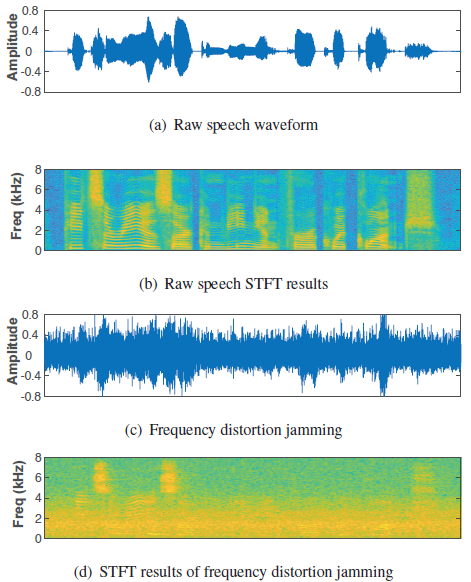 0.8
0.4
0
-0.4
-0.8
Amplitude
(a) Raw speech waveform
8
6
4
2
0
Freq (kHz)
(b) Raw speech STFT results
0.8
0.4
0
-0.4
-0.8
Amplitude
(c) Frequency distortion jamming
8
6
4
2
0
Freq (kHz)
(d) STFT results of frequency distortion jamming